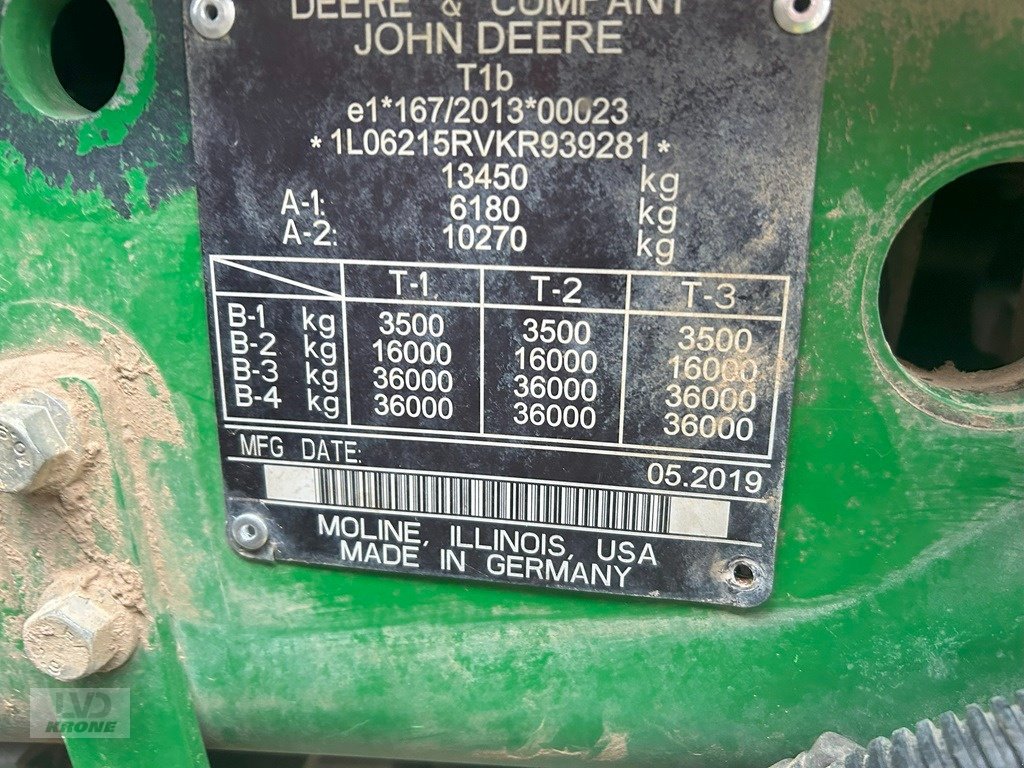 DEERE & COMPANY
JOHN DEERE
T1b
e1*167/2013*00023
*1L06215RVKR939281*
13450 kg
A-1: 6180 kg
A-2: 10270 kg
T-1 T-2 T-3
B-1 kg 3500 3500 3500
B-2 kg 16000 16000 16000
B-3 kg 36000 36000 36000
B-4 kg 36000 36000 36000
MFG DATE: 05.2019
MOLINE, ILLINOIS, USA
MADE IN GERMANY
LVD
KRONE